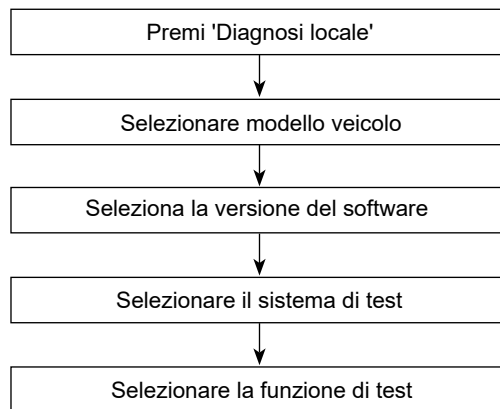 Premi 'Diagnosi locale'
Selezionare modello veicolo
Seleziona la versione del software
Selezionare il sistema di test
Selezionare la funzione di test